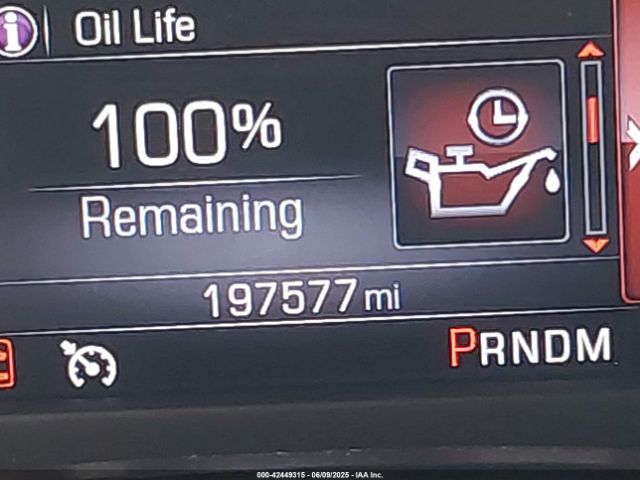 i Oil Life
100%
Remaining
197577 mi
PRNDM
000-42449315 - 06/09/2025 - IAA Inc.